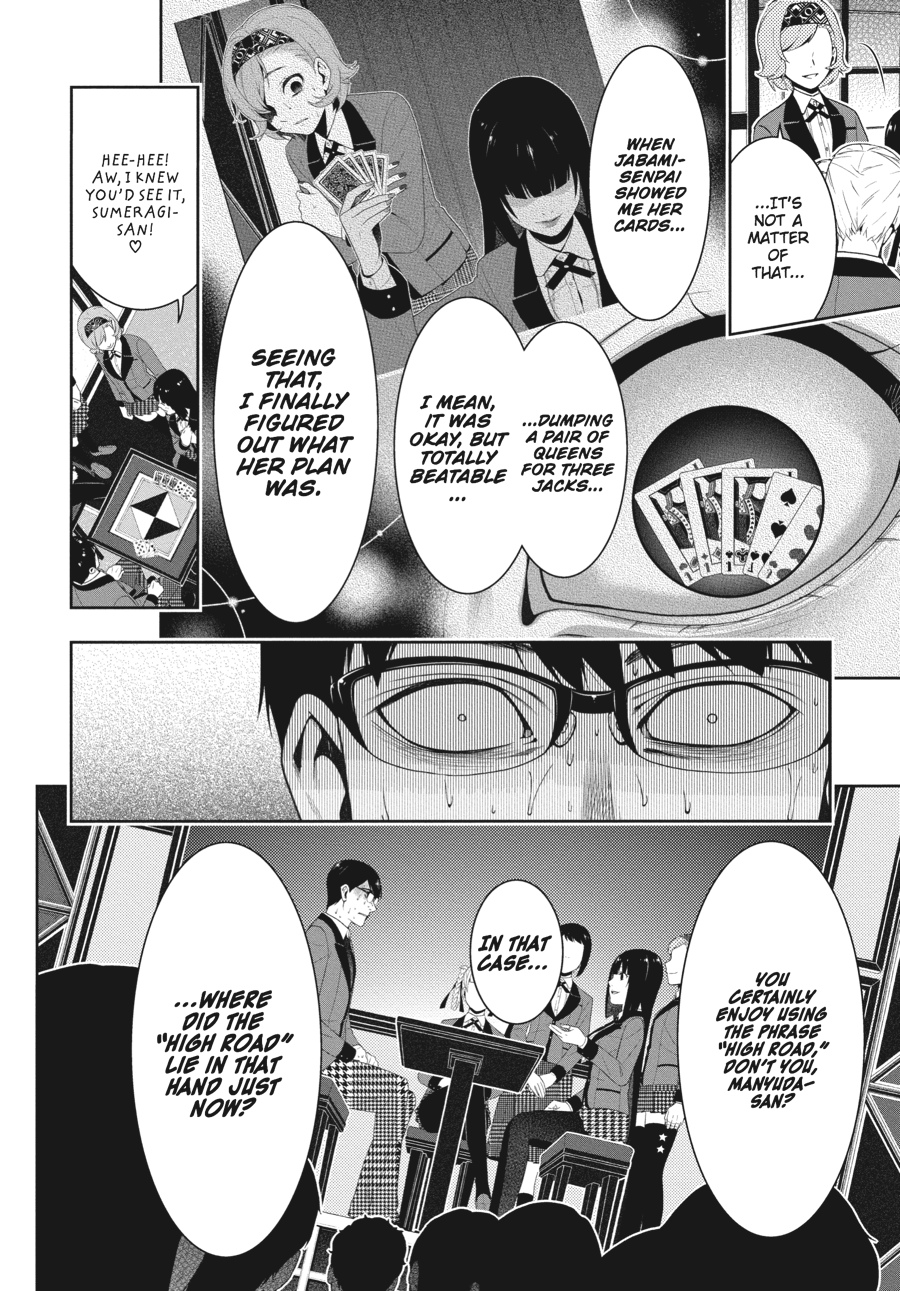 ...IT'S
NOT A
MATTER
OF
THAT...
WHEN
JABAMI-
SENPAI
SHOWED
ME HER
CARDS...
...DUMPING
A PAIR OF
QUEENS
FOR THREE
JACKS...
I MEAN,
IT WAS
OKAY, BUT
TOTALLY
BEATABLE
...
SEEING
THAT,
I FINALLY
FIGURED
OUT WHAT
HER PLAN
WAS.
HEE-HEE!
AW, I KNEW
YOU'D SEE IT,
SUMERAGI-
SAN!
♡
YOU
CERTAINLY
ENJOY USING
THE PHRASE
"HIGH ROAD,"
DON'T YOU,
MANYUDA-
SAN?
IN THAT
CASE...
...WHERE
DID THE
"HIGH ROAD"
LIE IN THAT
HAND JUST
NOW?